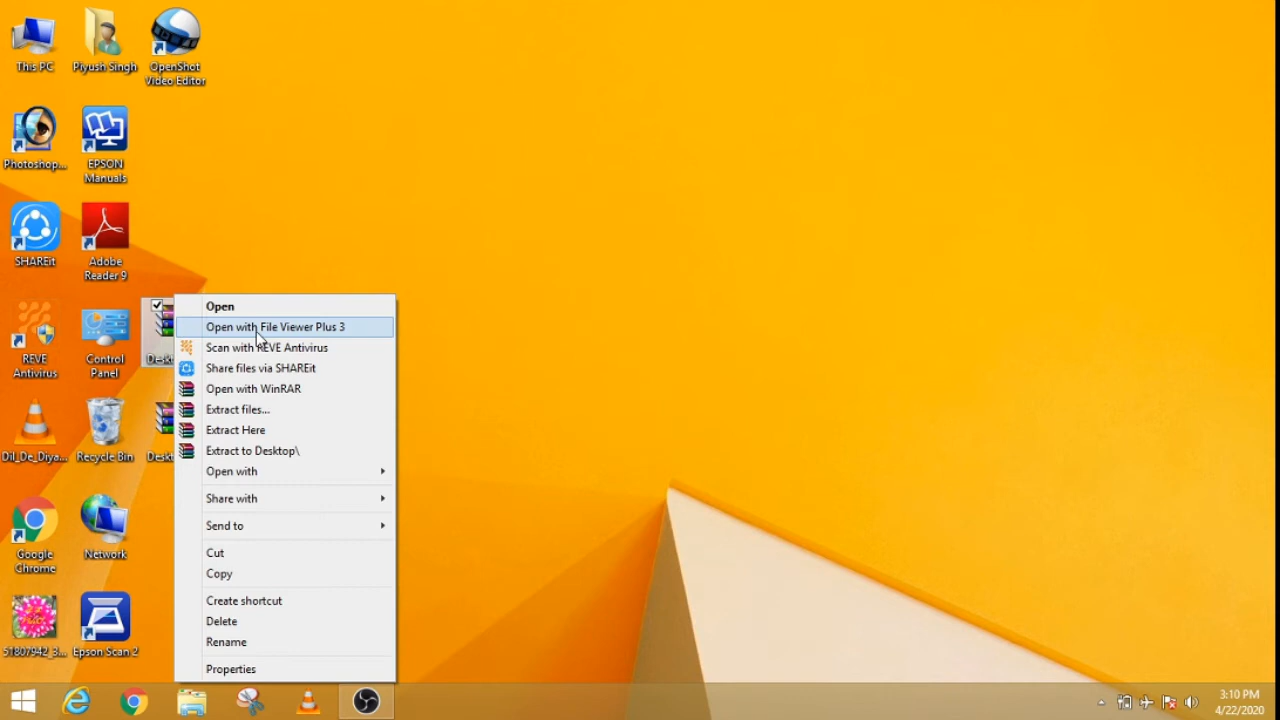 This PC
Piyush Singh
OpenShot
Video Editor
Photoshop...
EPSON
Manuals
SHAREit
Adobe
Reader 9
REVE
Antivirus
Control
Panel
Deskt
Dil_De_Diya...
Recycle Bin
Deskt
Google
Chrome
Network
51807942_3...
Epson Scan 2
Open
Open with File Viewer Plus 3
Scan with REVE Antivirus
Share files via SHAREit
Open with WinRAR
Extract files...
Extract Here
Extract to Desktop\
Open with
Share with
Send to
Cut
Copy
Create shortcut
Delete
Rename
Properties
3:10 PM
4/22/2020